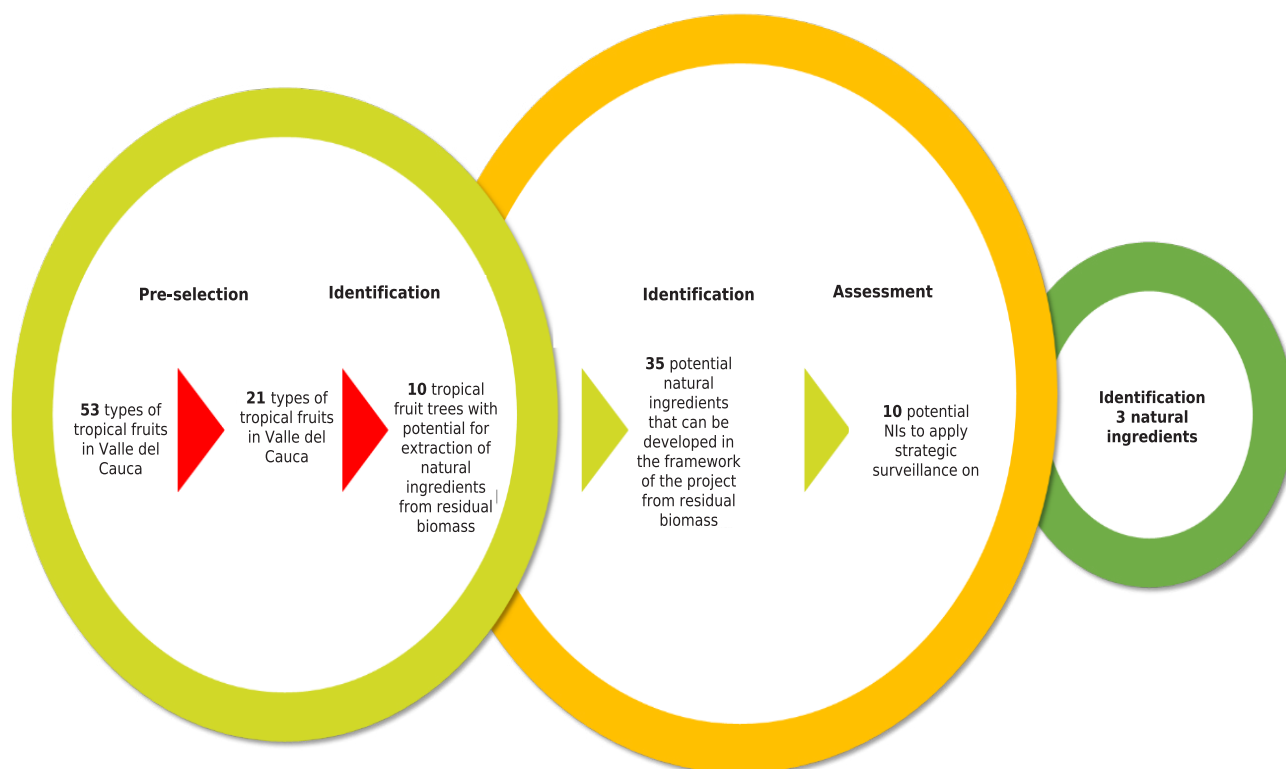 Pre-selection
Identification
53 types of
tropical fruits
in Valle del
Cauca
21 types of
tropical fruits
in Valle del
Cauca
10 tropical
fruit trees with
potential for
extraction of
natural
ingredients
from residual
biomass
Identification
Assessment
35 potential
natural
ingredients
that can be
developed in
the framework
of the project
from residual
biomass
10 potential
NIs to apply
strategic
surveillance on
Identification
3 natural
ingredients